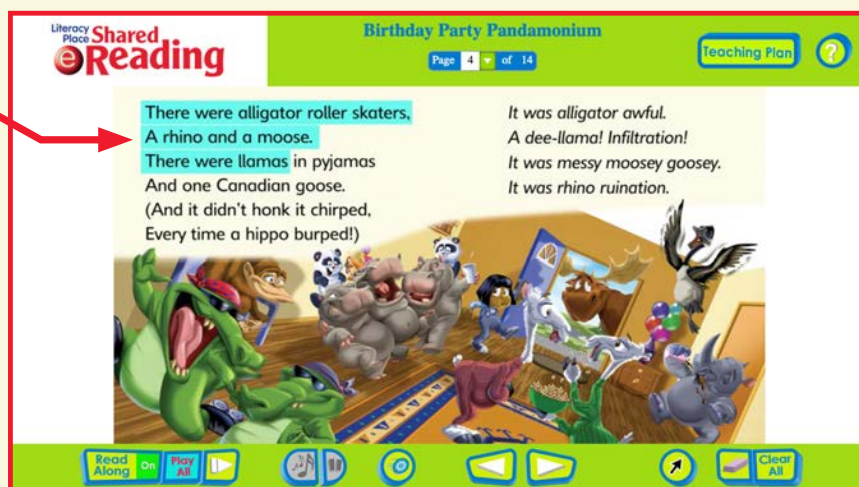 Literacy
Place Shared
eReading
Birthday Party Pandamonium
Page 4 of 14
Teaching Plan
?
There were alligator roller skaters,
A rhino and a moose.
There were llamas in pyjamas
And one Canadian goose.
(And it didn't honk it chirped,
Every time a hippo burped!)
It was alligator awful.
A dee-llama! Infiltration!
It was messy moosey goosey.
It was rhino ruination.
Read
Along
On
Play
All
Clear
All